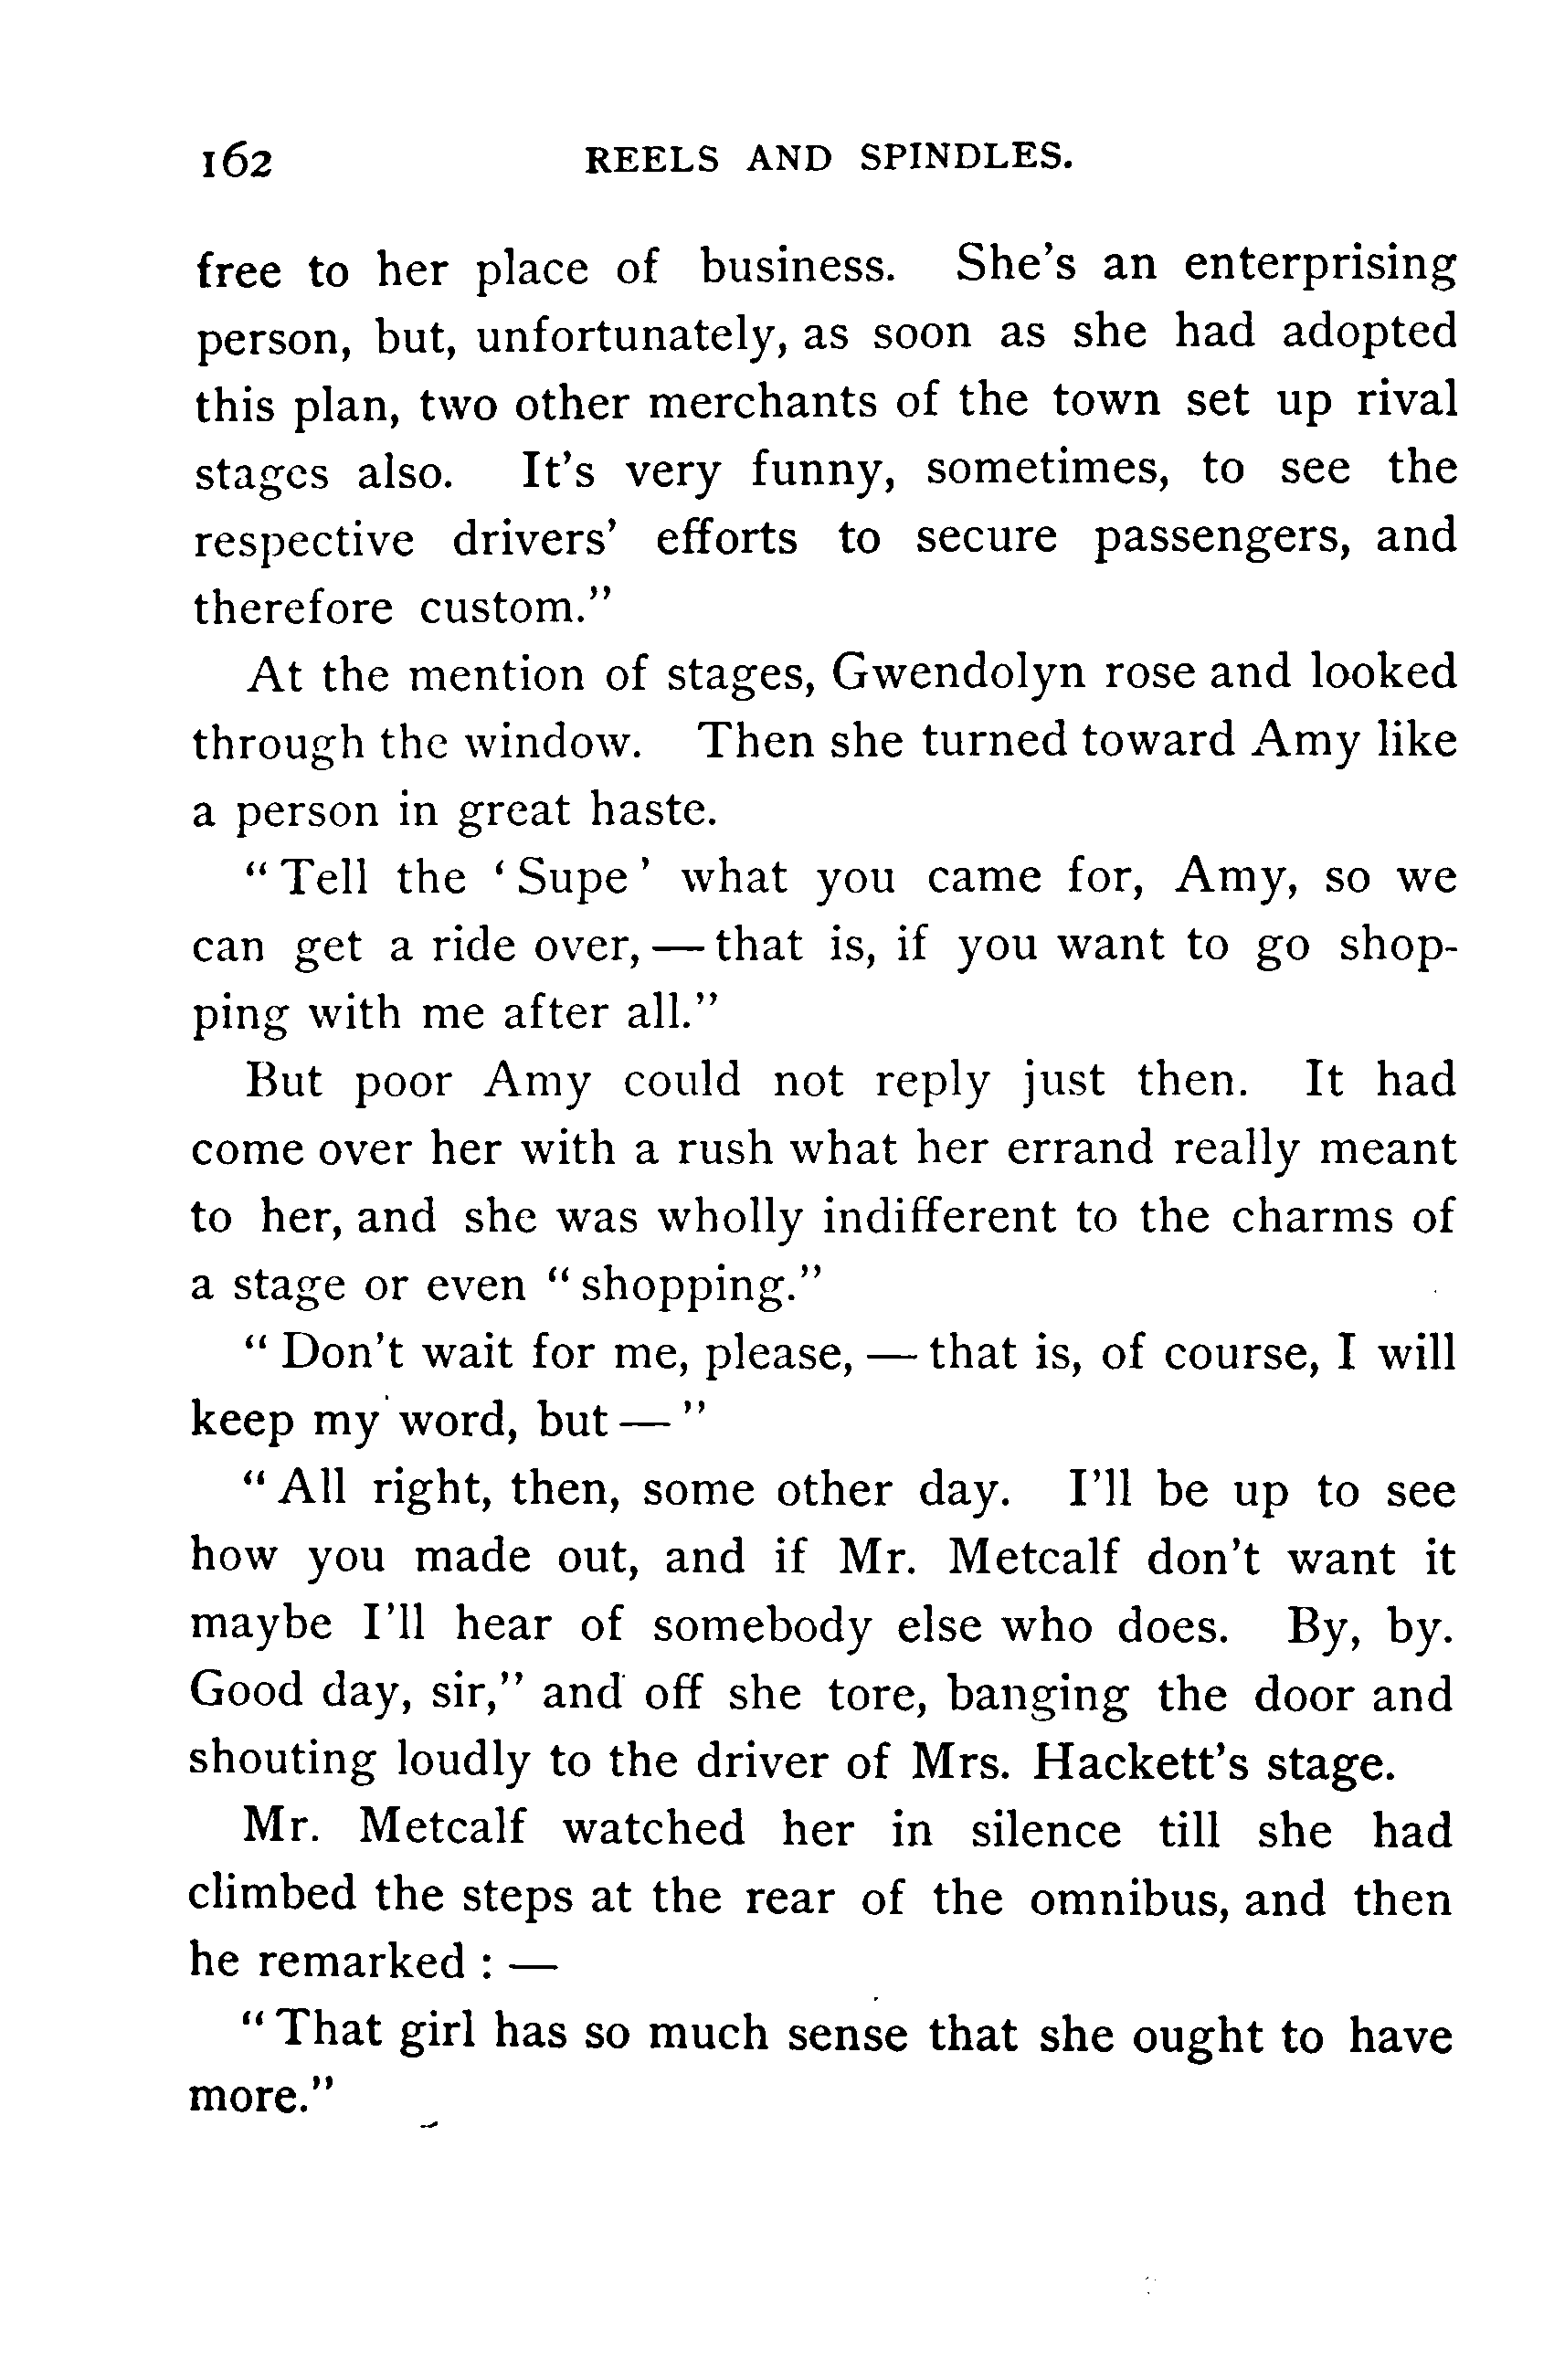 162 REELS AND SPINDLES.
free to her place of business. She's an enterprising
person, but, unfortunately, as soon as she had adopted
this plan, two other merchants of the town set up rival
stages also. It's very funny, sometimes, to see the
respective drivers' efforts to secure passengers, and
therefore custom.”
At the mention of stages, Gwendolyn rose and looked
through the window. Then she turned toward Amy like
a person in great haste.
“Tell the ‘Supe’ what you came for, Amy, so we
can get a ride over, — that is, if you want to go shop-
ping with me after all.”
But poor Amy could not reply just then. It had
come over her with a rush what her errand really meant
to her, and she was wholly indifferent to the charms of
a stage or even “shopping.”
“Don't wait for me, please, — that is, of course, I will
keep my word, but — ”
“All right, then, some other day. I'll be up to see
how you made out, and if Mr. Metcalf don't want it
maybe I'll hear of somebody else who does. By, by.
Good day, sir,” and off she tore, banging the door and
shouting loudly to the driver of Mrs. Hackett's stage.
Mr. Metcalf watched her in silence till she had
climbed the steps at the rear of the omnibus, and then
he remarked : —
“That girl has so much sense that she ought to have
more.”